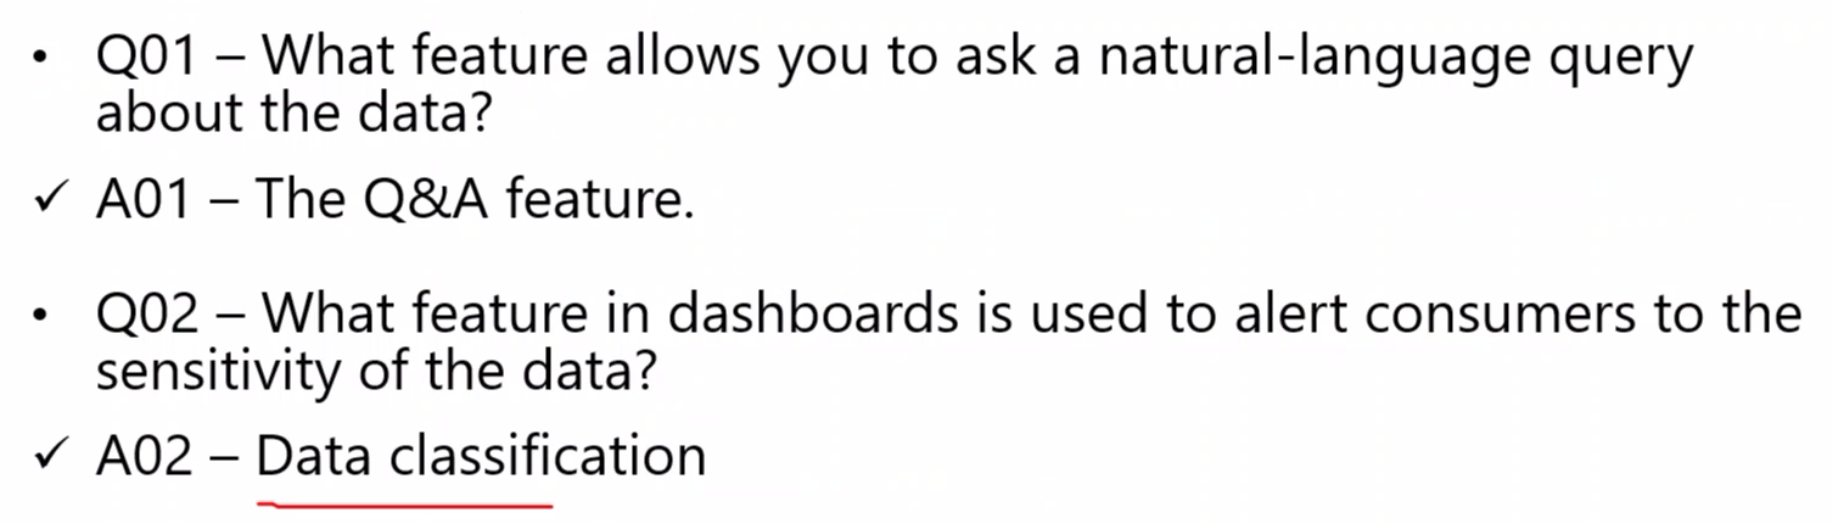 • Q01 – What feature allows you to ask a natural-language query
about the data?
✓ A01 – The Q&A feature.
• Q02 – What feature in dashboards is used to alert consumers to the
sensitivity of the data?
✓ A02 – Data classification